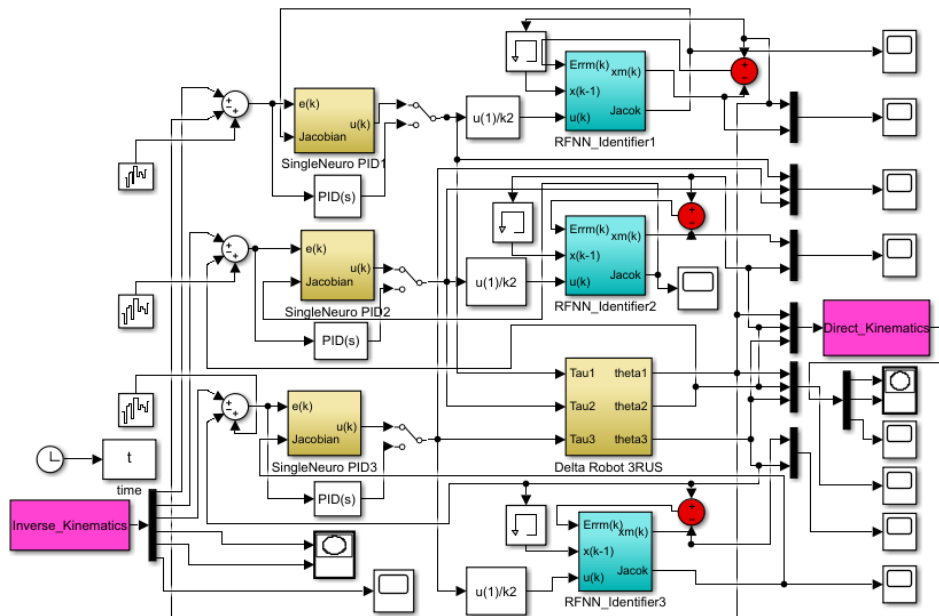 Errm(k)
xm(k)
x(k-1)
Jacok
u(k)
RFNN_Identifier1
e(k)
u(k)
Jacobian
SingleNeuro PID1
u(1)/k2
PID(s)
Errm(k)
xm(k)
x(k-1)
Jacok
u(k)
RFNN_Identifier2
e(k)
u(k)
Jacobian
SingleNeuro PID2
u(1)/k2
PID(s)
Direct_Kinematics
Tau1
theta1
Tau2
theta2
Tau3
theta3
Delta Robot 3RUS
e(k)
u(k)
Jacobian
SingleNeuro PID3
t
time
PID(s)
Inverse_Kinematics
Errm(k)
xm(k)
x(k-1)
Jacok
u(k)
RFNN_Identifier3
u(1)/k2